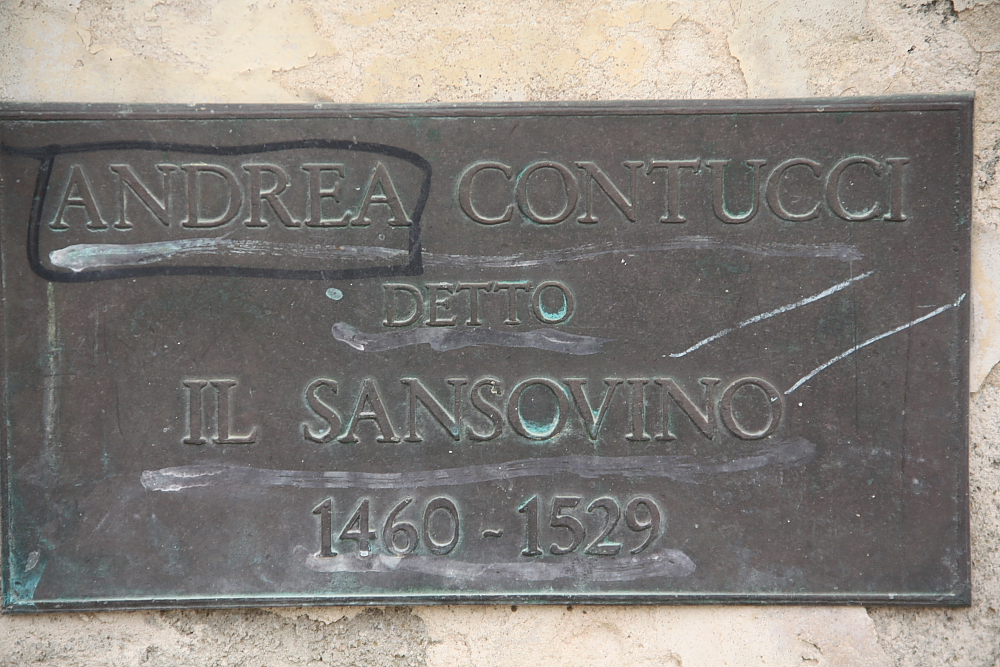 ANDREA CONTUCCI
DETTO
IL SANSOVINO
1460 - 1529